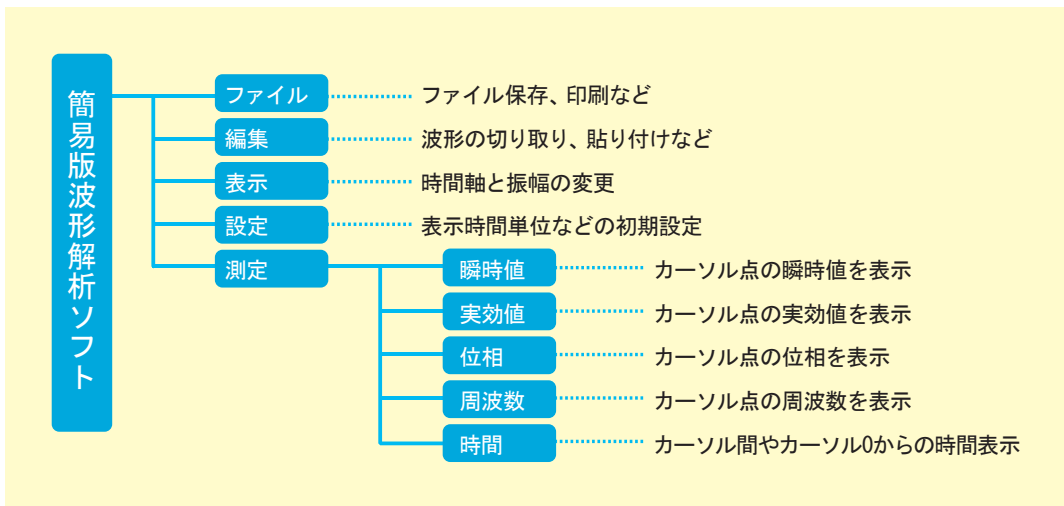 簡易版波形解析ソフト
ファイル ファイル保存、印刷など
編集 波形の切り取り、貼り付けなど
表示 時間軸と振幅の変更
設定 表示時間単位などの初期設定
測定
瞬時値 カーソル点の瞬時値を表示
実効値 カーソル点の実効値を表示
位相 カーソル点の位相を表示
周波数 カーソル点の周波数を表示
時間 カーソル間やカーソル0からの時間表示